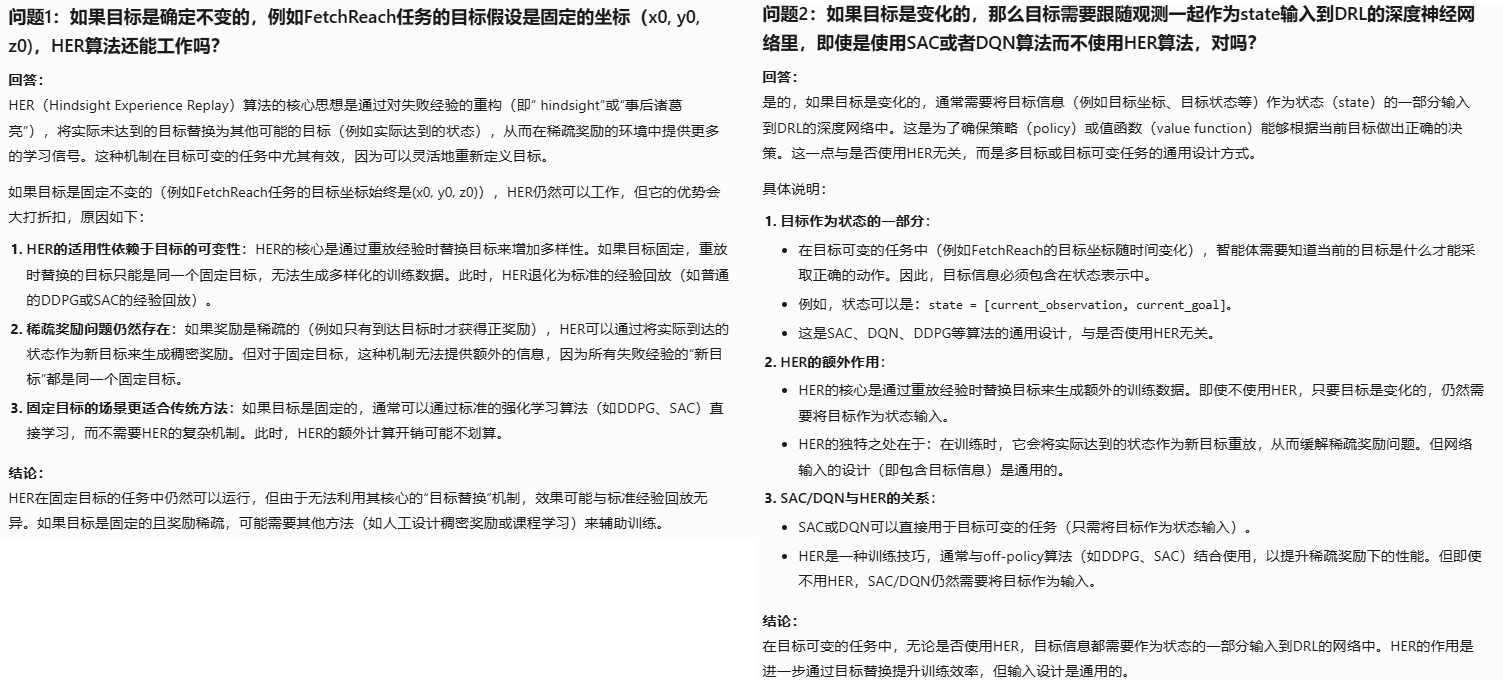 问题1：如果目标是确定不变的，例如FetchReach任务的目标假设是固定的坐标（x0, y0,
z0)，HER算法还能工作吗？
回答：
HER（Hindsight Experience Replay）算法的核心思想是通过对失败经验的重构（即“ hindsight”或“事后诸葛
亮”），将实际未达到的目标替换为其他可能的目标（例如实际达到的状态），从而在稀疏奖励的环境中提供更多
的学习信号。这种机制在目标可变的任务中尤其有效，因为可以灵活地重新定义目标。
如果目标是固定不变的（例如FetchReach任务的目标坐标始终是(x0, y0, z0)），HER仍然可以工作，但它的优势会
大打折扣，原因如下：
1. HER的适用性依赖于目标的可变性：HER的核心是通过重放经验时替换目标来增加多样性。如果目标固定，重放
时替换的目标只能是同一个固定目标，无法生成多样化的训练数据。此时，HER退化为标准的经验回放（如普通
的DDPG或SAC的经验回放）。
2. 稀疏奖励问题仍然存在：如果奖励是稀疏的（例如只有到达目标时才获得正奖励），HER可以通过将实际到达的
状态作为新目标来生成稠密奖励。但对于固定目标，这种机制无法提供额外的信息，因为所有失败经验的“新目
标”都是同一个固定目标。
3. 固定目标的场景更适合传统方法：如果目标是固定的，通常可以通过标准的强化学习算法（如DDPG、SAC）直
接学习，而不需要HER的复杂机制。此时，HER的额外计算开销可能不划算。
结论：
HER在固定目标的任务中仍然可以运行，但由于无法利用其核心的“目标替换”机制，效果可能与标准经验回放无
异。如果目标是固定的且奖励稀疏，可能需要其他方法（如人工设计稠密奖励或课程学习）来辅助训练。
问题2：如果目标是变化的，那么目标需要跟随观测一起作为state输入到DRL的深度神经网
络里，即使是使用SAC或者DQN算法而不使用HER算法，对吗？
回答：
是的，如果目标是变化的，通常需要将目标信息（例如目标坐标、目标状态等）作为状态（state）的一部分输入
到DRL的深度网络中。这是为了确保策略（policy）或值函数（value function）能够根据当前目标做出正确的决
策。这一点与是否使用HER无关，而是多目标或目标可变任务的通用设计方式。
具体说明：
1. 目标作为状态的一部分：
• 在目标可变的任务中（例如FetchReach的目标坐标随时间变化），智能体需要知道当前的目标是什么才能采
取正确的动作。因此，目标信息必须包含在状态表示中。
• 例如，状态可以是：state = [current_observation, current_goal]。
• 这是SAC、DQN、DDPG等算法的通用设计，与是否使用HER无关。
2. HER的额外作用：
• HER的核心是通过重放经验时替换目标来生成额外的训练数据。即使不使用HER，只要目标是变化的，仍然需
要将目标作为状态输入。
• HER的独特之处在于：在训练时，它会将实际达到的状态作为新目标重放，从而缓解稀疏奖励问题。但网络
输入的设计（即包含目标信息）是通用的。
3. SAC/DQN与HER的关系：
• SAC或DQN可以直接用于目标可变的任务（只需将目标作为状态输入）。
• HER是一种训练技巧，通常与off-policy算法（如DDPG、SAC）结合使用，以提升稀疏奖励下的性能。但即使
不用HER，SAC/DQN仍然需要将目标作为输入。
结论：
在目标可变的任务中，无论是否使用HER，目标信息都需要作为状态的一部分输入到DRL的网络中。HER的作用是
进一步通过目标替换提升训练效率，但输入设计是通用的。